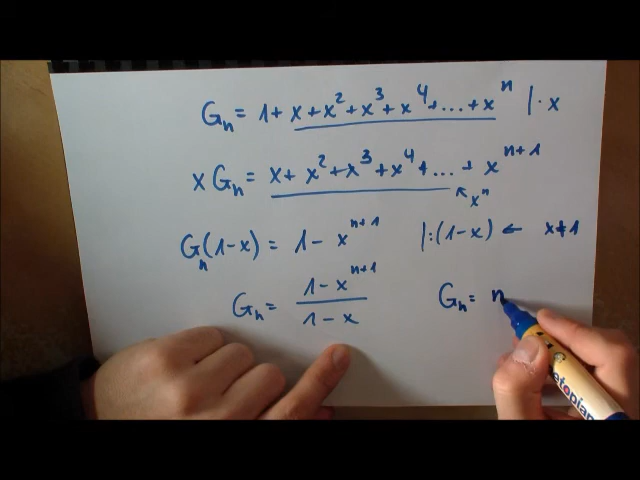 Gₙ = 1 + x + x² + x³ + x⁴ + ... + xⁿ | · x
x Gₙ = x + x² + x³ + x⁴ + ... + xⁿ⁺¹
↖ xⁿ
Gₙ(1-x) = 1 - xⁿ⁺¹ |:(1-x) ← x≠1
Gₙ = (1-xⁿ⁺¹)/(1-x) Gₙ = n